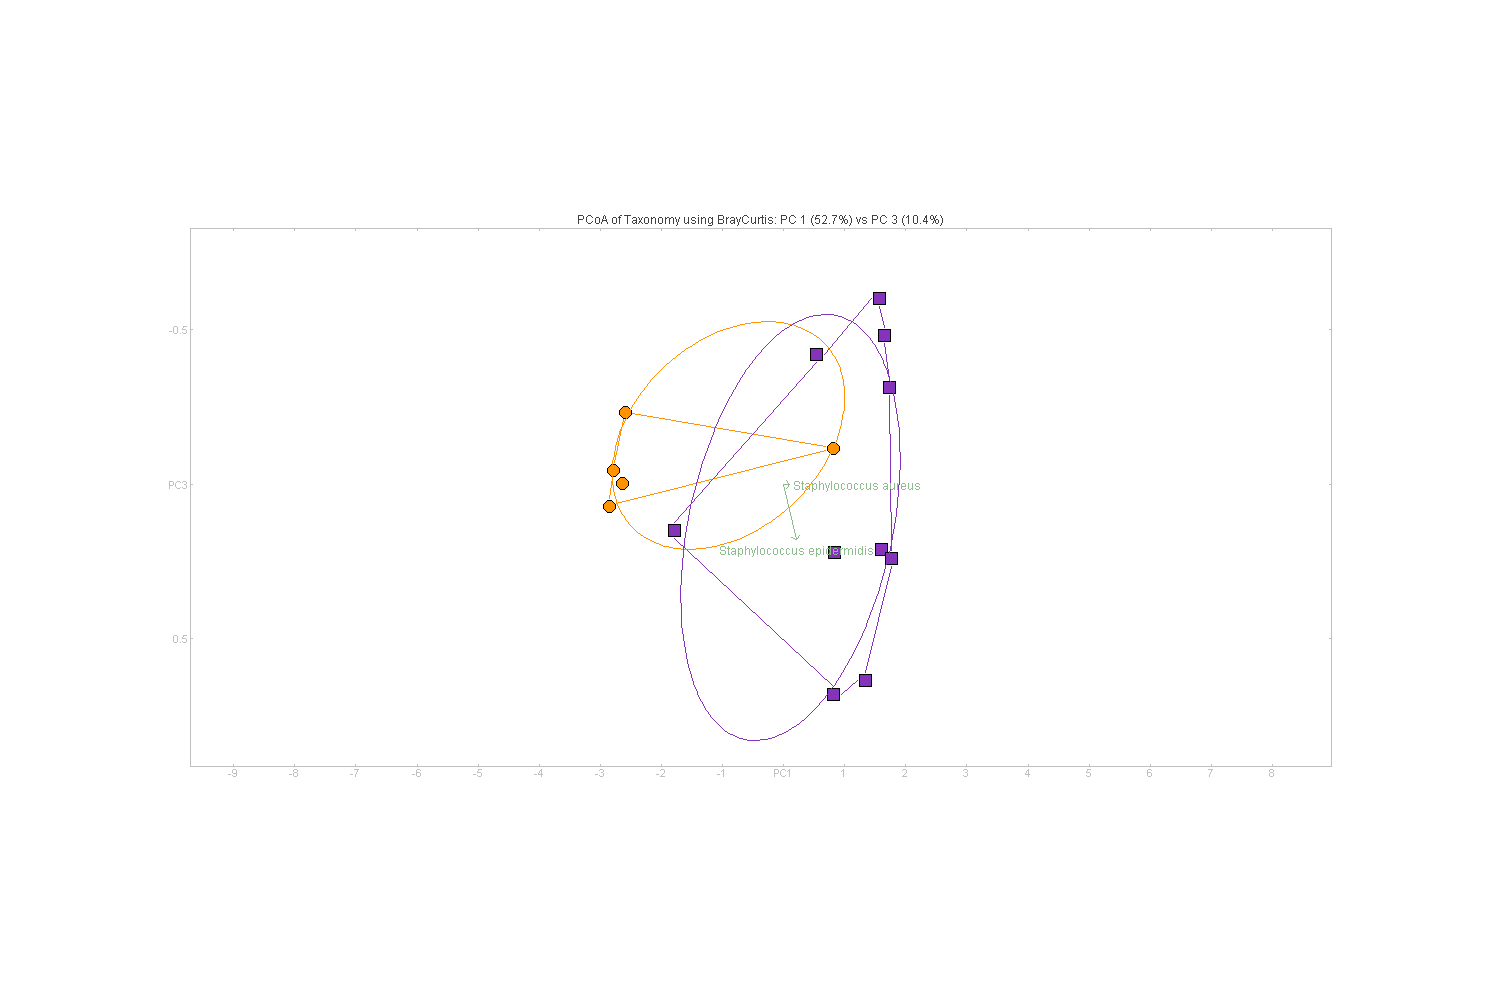 PCoA of Taxonomy using BrayCurtis: PC 1 (52.7%) vs PC 3 (10.4%)
-0.5
PC3
Staphylococcus aureus
Staphylococcus epidermidis
0.5
-9 -8 -7 -6 -5 -4 -3 -2 -1 PC1 1 2 3 4 5 6 7 8